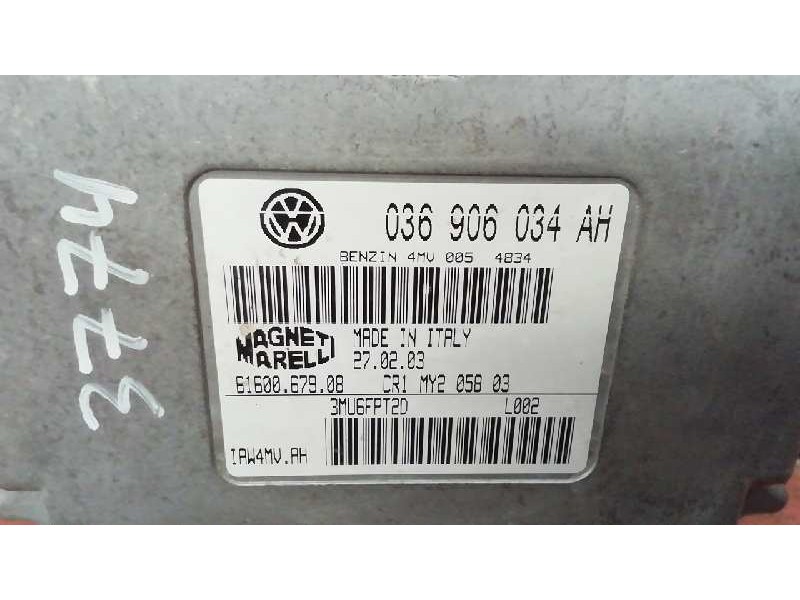 3774
036 906 034 AH
BENZIN 4MV 005 4834
MAGNETI MARELLI
MADE IN ITALY
27.02.03
61600.679.08 CR1 MY2 056 03
3MU6FPT2D L002
IAW4MV.AH